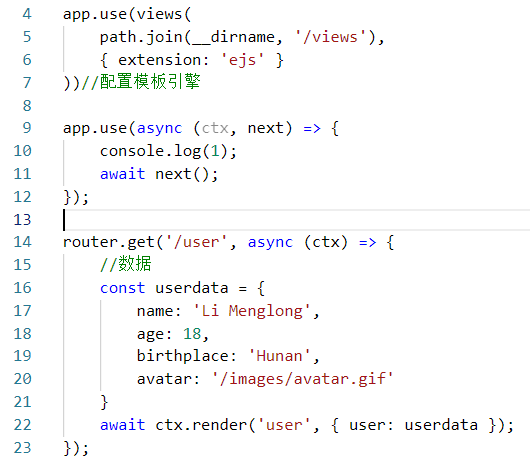 4 app.use(views(
5     path.join(__dirname, '/views'),
6     { extension: 'ejs' }
7 ))//配置模板引擎
8
9 app.use(async (ctx, next) => {
10     console.log(1);
11     await next();
12 });
13
14 router.get('/user', async (ctx) => {
15     //数据
16     const userdata = {
17         name: 'Li Menglong',
18         age: 18,
19         birthplace: 'Hunan',
20         avatar: '/images/avatar.gif'
21     }
22     await ctx.render('user', { user: userdata });
23 });